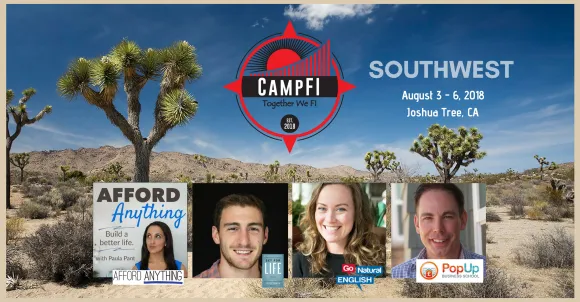 CAMPFI
Together We FI
EST.
2018
SOUTHWEST
August 3 - 6, 2018
Joshua Tree, CA
AFFORD
Anything
Build a
better life.
with Paula Pant
AFFORD ANYTHING
LIFE
Go Natural
ENGLISH
PopUp
BUSINESS SCHOOL